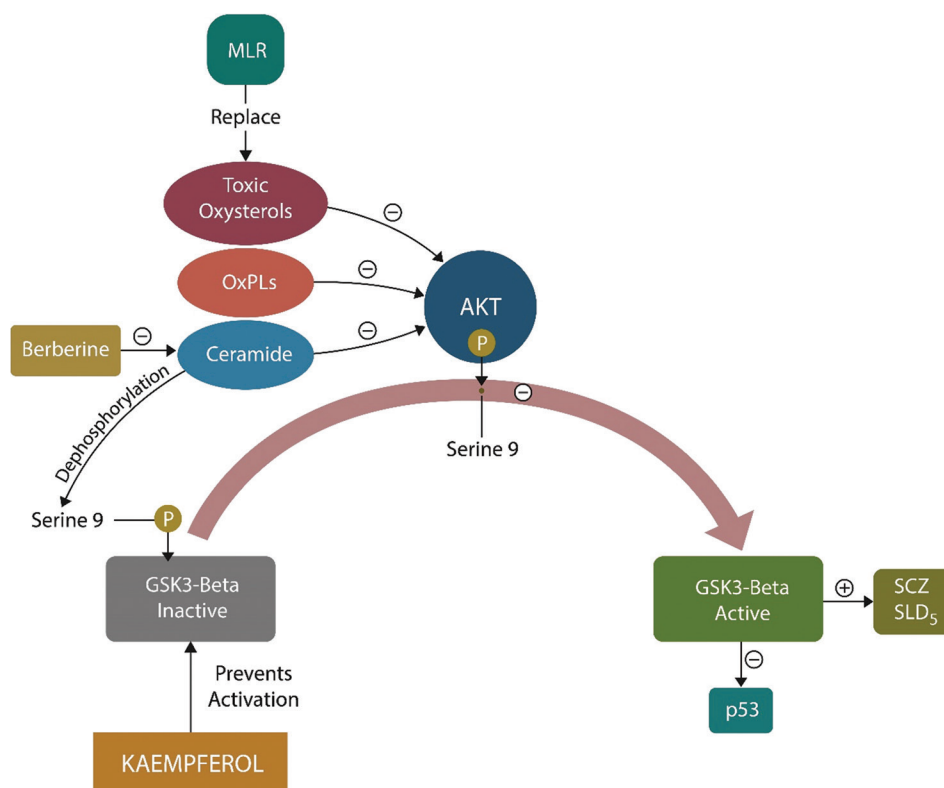 MLR
Replace
Toxic
Oxysterols
⊖
OxPLs
⊖
AKT
Berberine
⊖
Ceramide
⊖
P
Dephosphorylation
⊖
Serine 9
Serine 9
P
GSK3-Beta
Inactive
GSK3-Beta
Active
⊕
SCZ
SLD₅
Prevents
Activation
⊖
p53
KAEMPFEROL